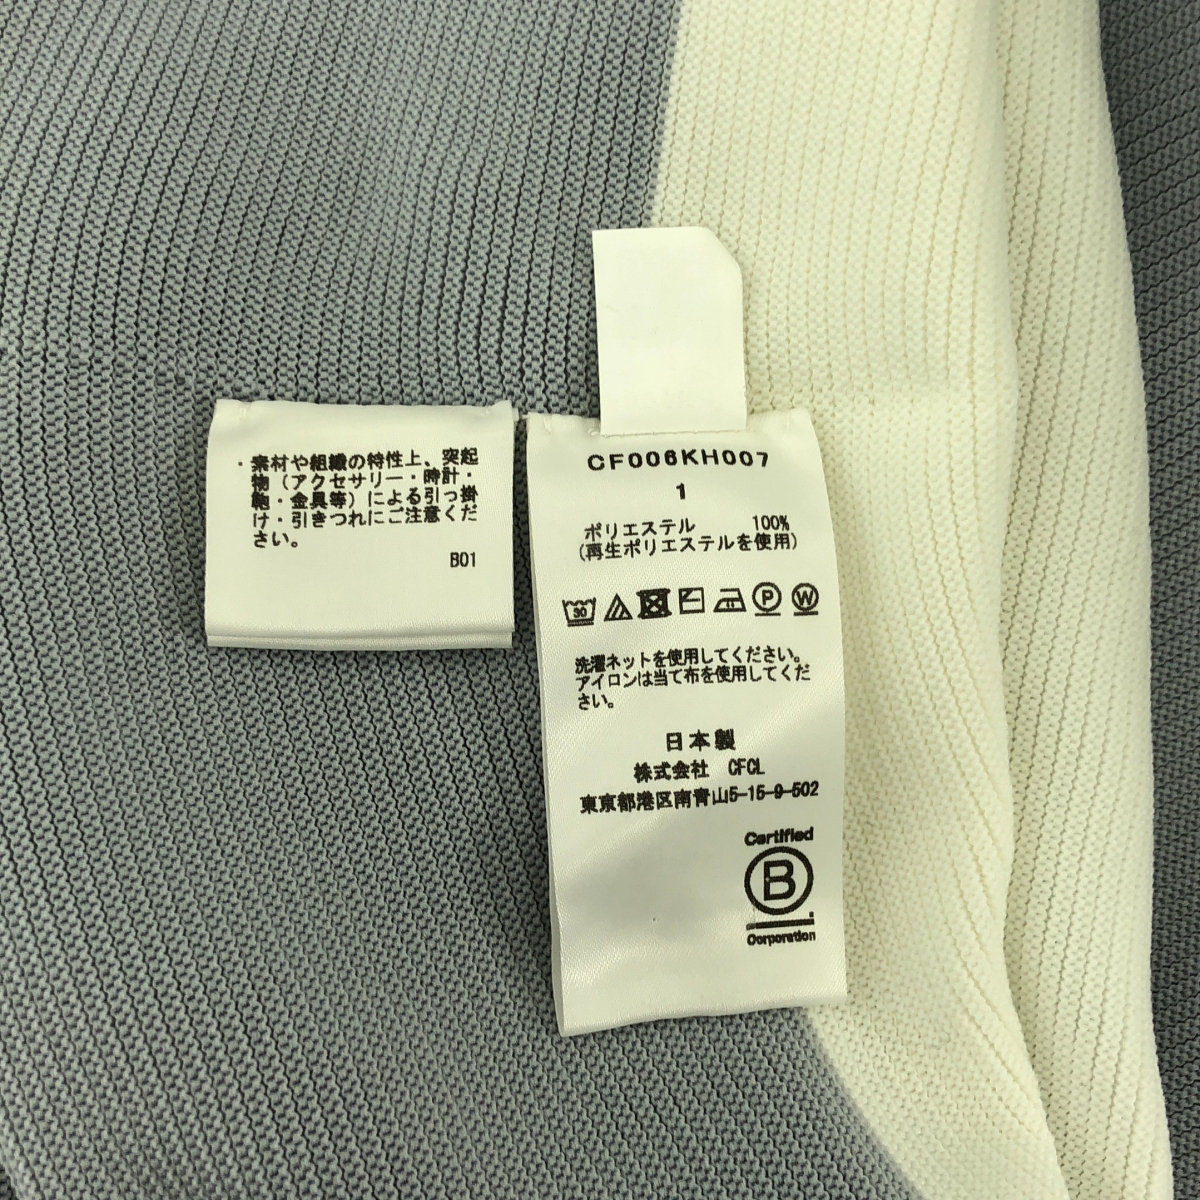 ・素材や組織の特性上、突起
物（アクセサリー・時計・
鞄・金具等）による引っ掛
け・引きつれにご注意くだ
さい。
B01
CF006KH007
1
ポリエステル 100%
(再生ポリエステルを使用)
30
P
W
洗濯ネットを使用してください。
アイロンは当て布を使用してくだ
さい。
日本製
株式会社 CFCL
東京都港区南青山5-15-9-502
Certified
B
Corporation